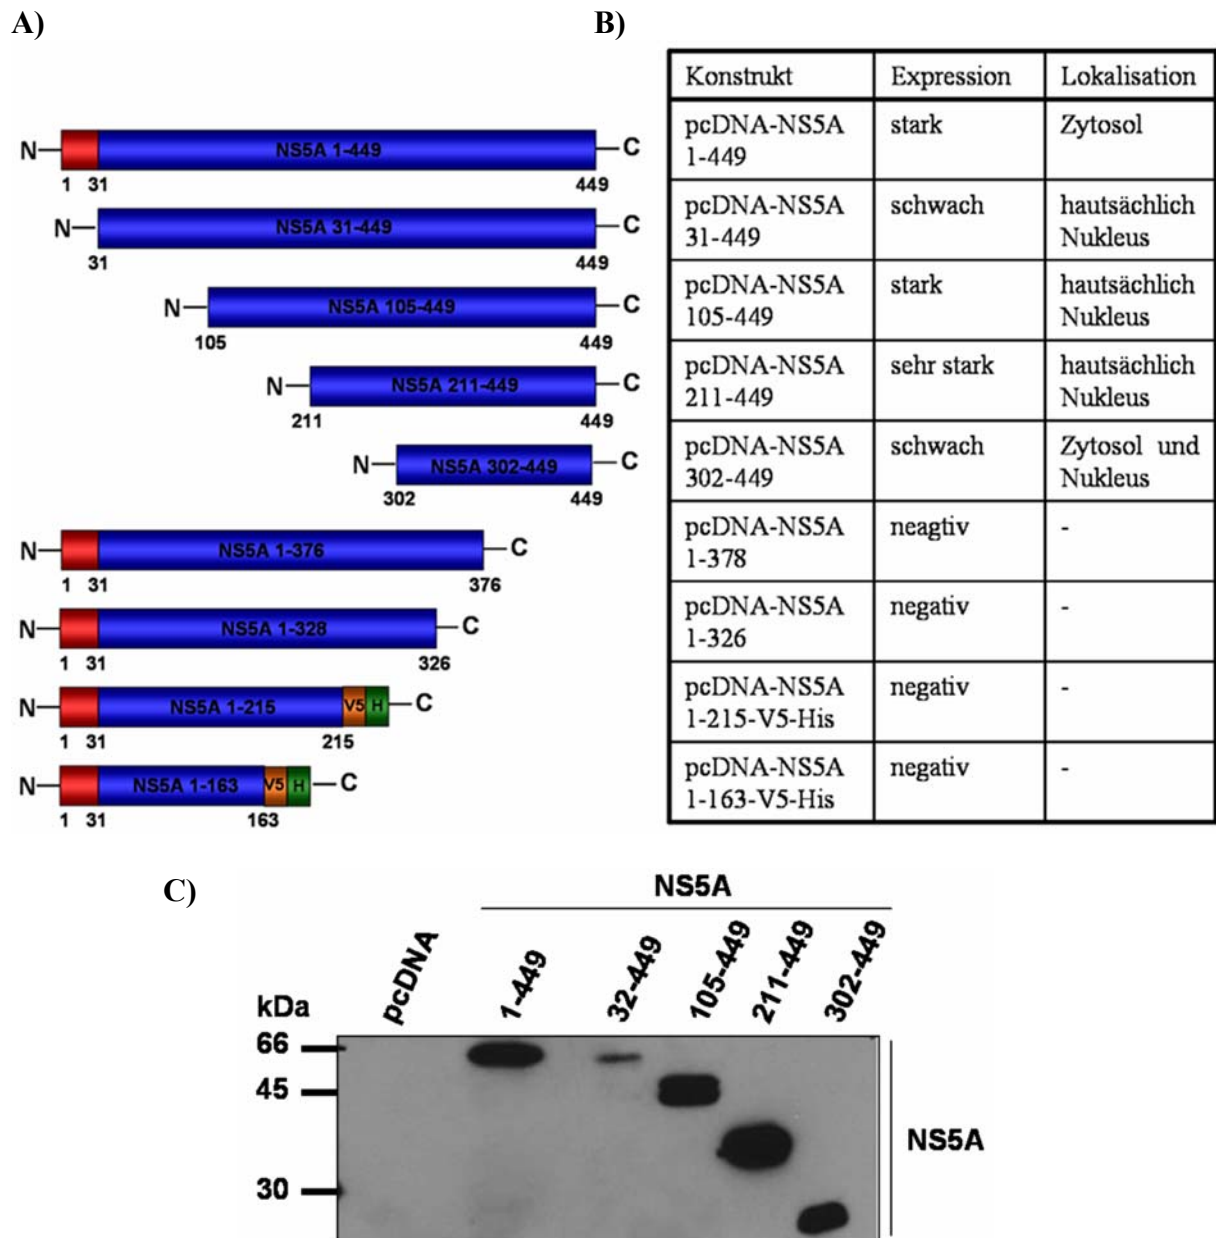 A)
N
NS5A 1-449
C
1 31 449
N
NS5A 31-449
C
31 449
N
NS5A 105-449
C
105 449
N
NS5A 211-449
C
211 449
N
NS5A 302-449
C
302 449
N
NS5A 1-376
C
1 31 376
N
NS5A 1-328
C
1 31 326
N
NS5A 1-215
V5
H
C
1 31 215
N
NS5A 1-163
V5
H
C
1 31 163
B)
Konstrukt Expression Lokalisation
pcDNA-NS5A stark Zytosol
1-449
pcDNA-NS5A schwach hautsächlich
31-449 Nukleus
pcDNA-NS5A stark hautsächlich
105-449 Nukleus
pcDNA-NS5A sehr stark hautsächlich
211-449 Nukleus
pcDNA-NS5A schwach Zytosol und
302-449 Nukleus
pcDNA-NS5A neagtiv -
1-378
pcDNA-NS5A negativ -
1-326
pcDNA-NS5A negativ -
1-215-V5-His
pcDNA-NS5A negativ -
1-163-V5-His
C)
NS5A
pcDNA
1-449
32-449
105-449
211-449
302-449
kDa
66
45
30
NS5A